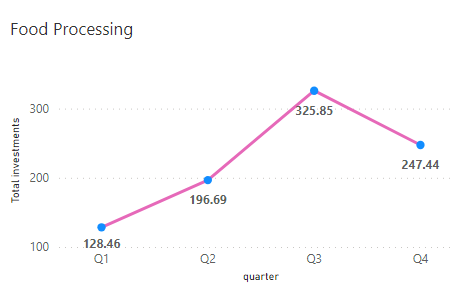 Food Processing
Total investments
300
200
100
325.85
247.44
196.69
128.46
Q1 Q2 Q3 Q4
quarter